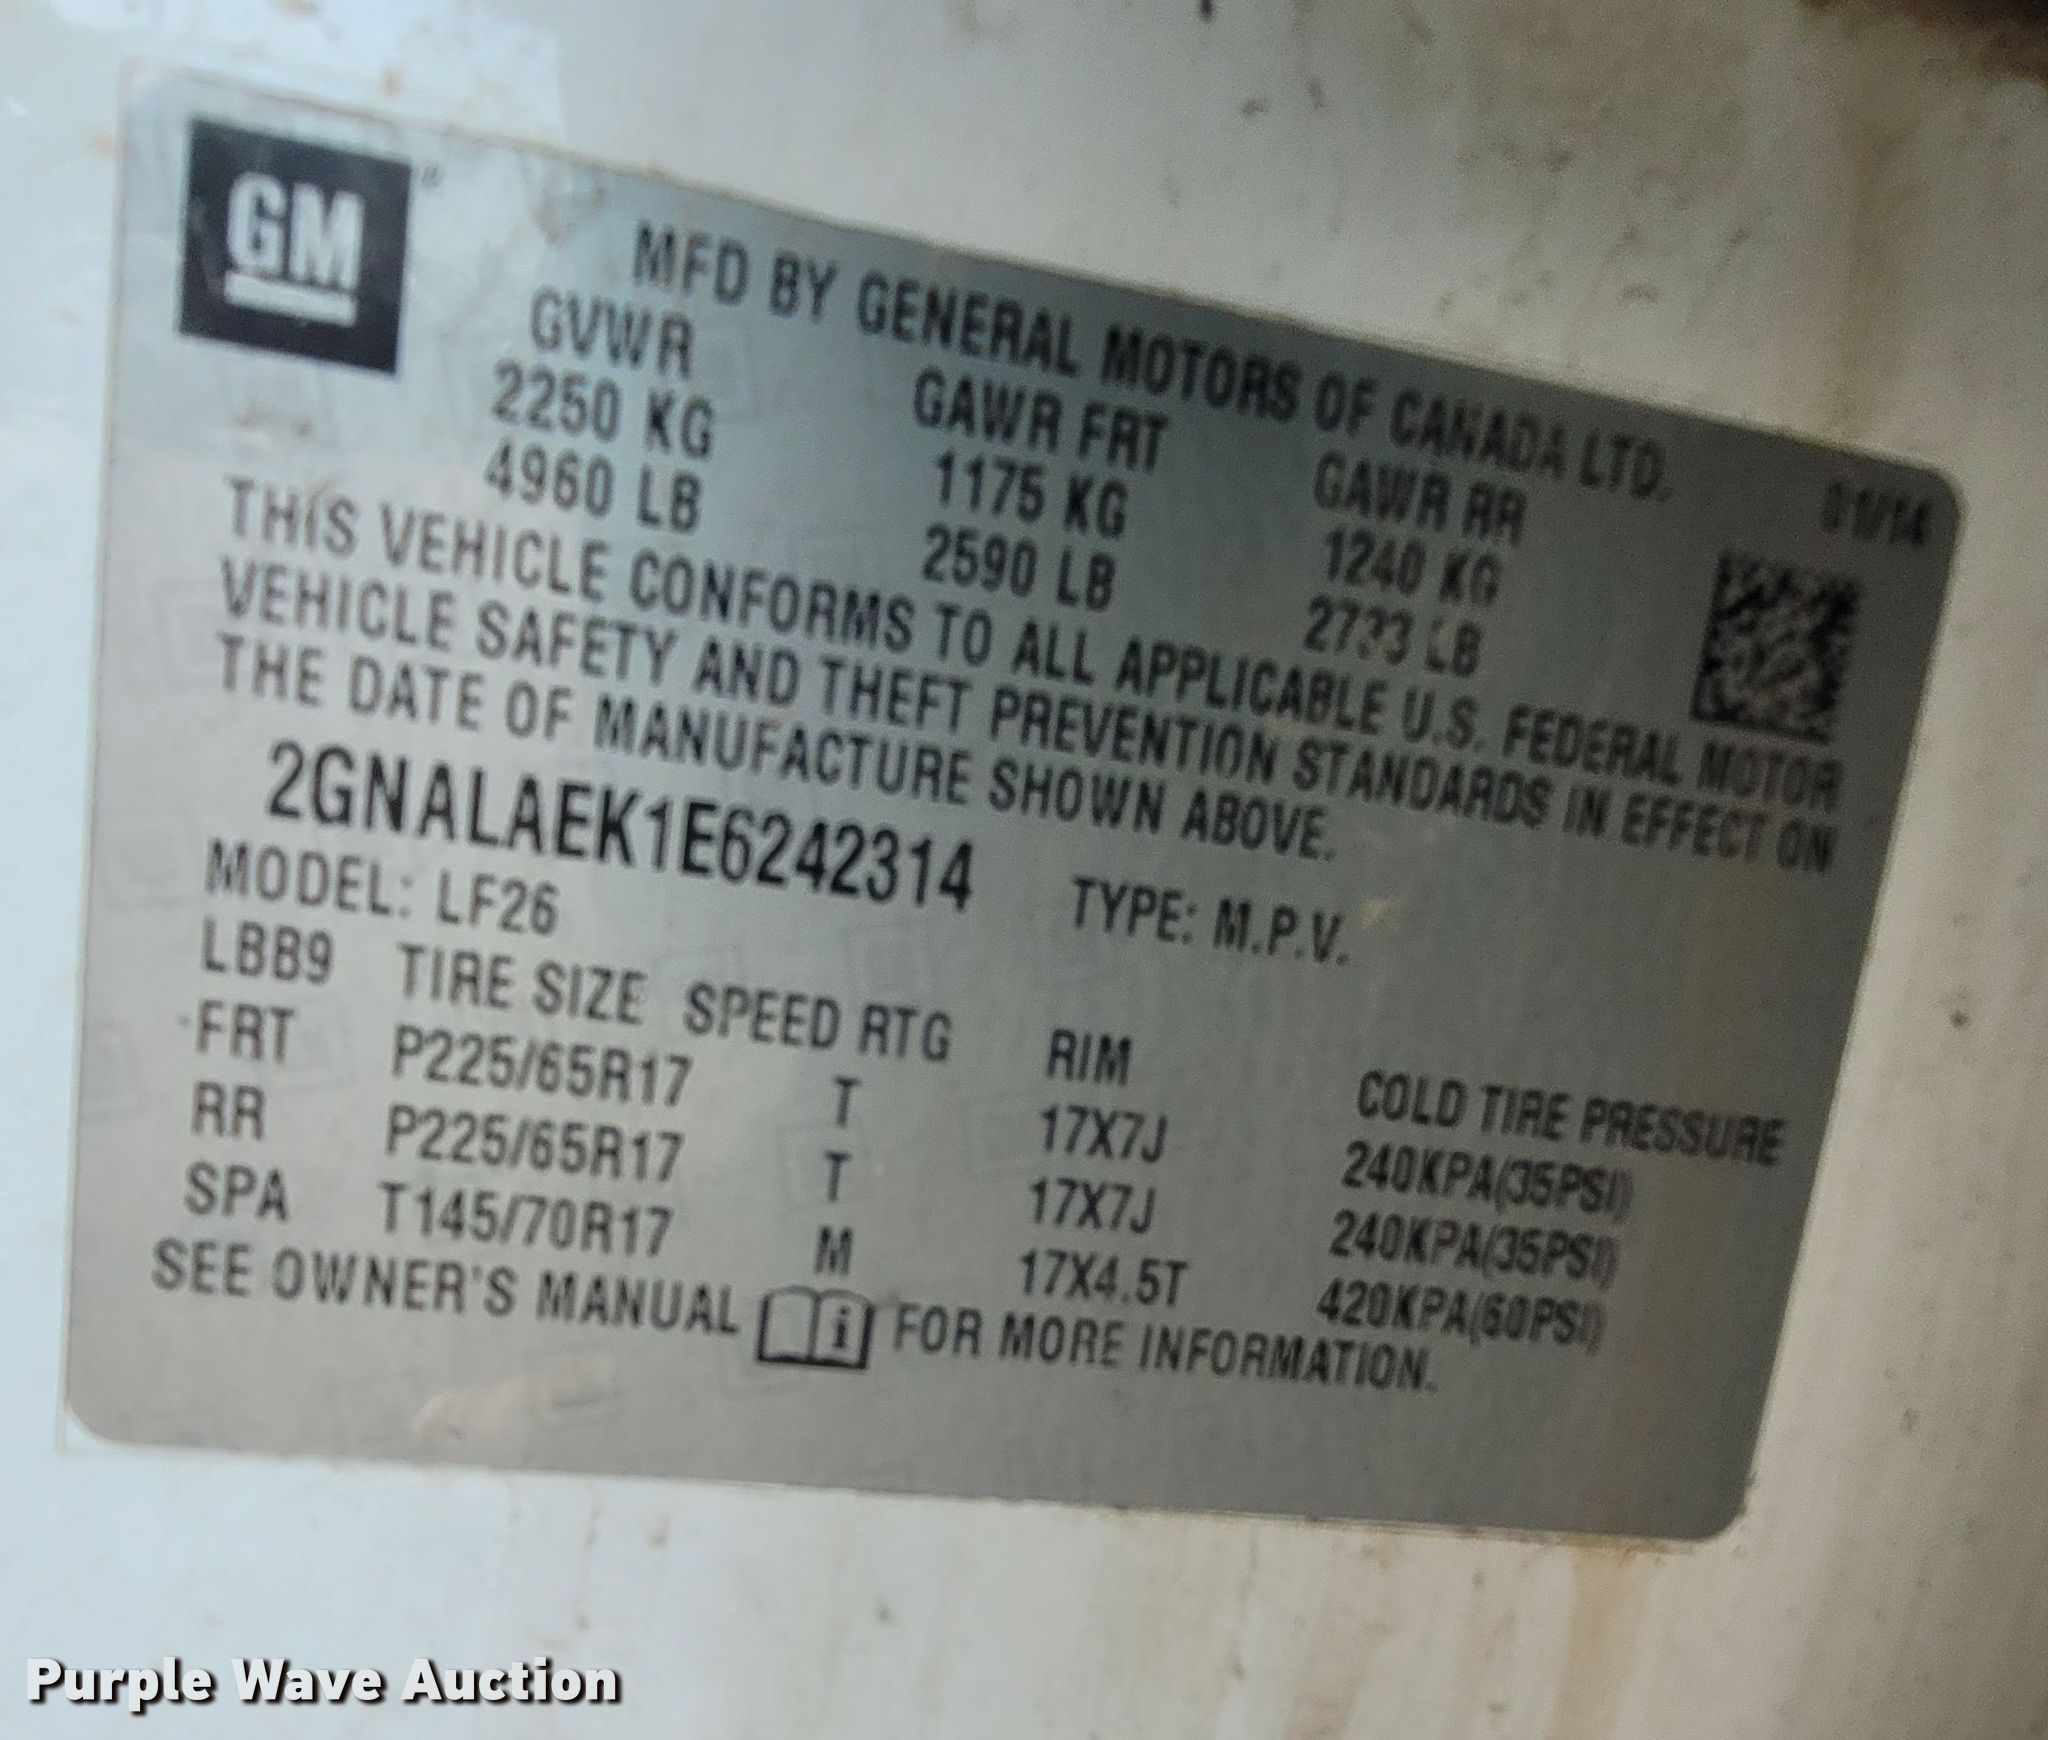 GM
MFD BY GENERAL MOTORS OF CANADA LTD.
01/14
GVWR GAWR FRT GAWR RR
2250 KG 1175 KG 1240 KG
4960 LB 2590 LB 2733 LB
THIS VEHICLE CONFORMS TO ALL APPLICABLE U.S. FEDERAL MOTOR
VEHICLE SAFETY AND THEFT PREVENTION STANDARDS IN EFFECT ON
THE DATE OF MANUFACTURE SHOWN ABOVE.
2GNALAEK1E6242314 TYPE: M.P.V.
MODEL: LF26
LBB9 TIRE SIZE SPEED RTG RIM COLD TIRE PRESSURE
FRT P225/65R17 T 17X7J 240KPA(35PSI)
RR P225/65R17 T 17X7J 240KPA(35PSI)
SPA T145/70R17 M 17X4.5T 420KPA(60PSI)
SEE OWNER'S MANUAL i FOR MORE INFORMATION.
Purple Wave Auction